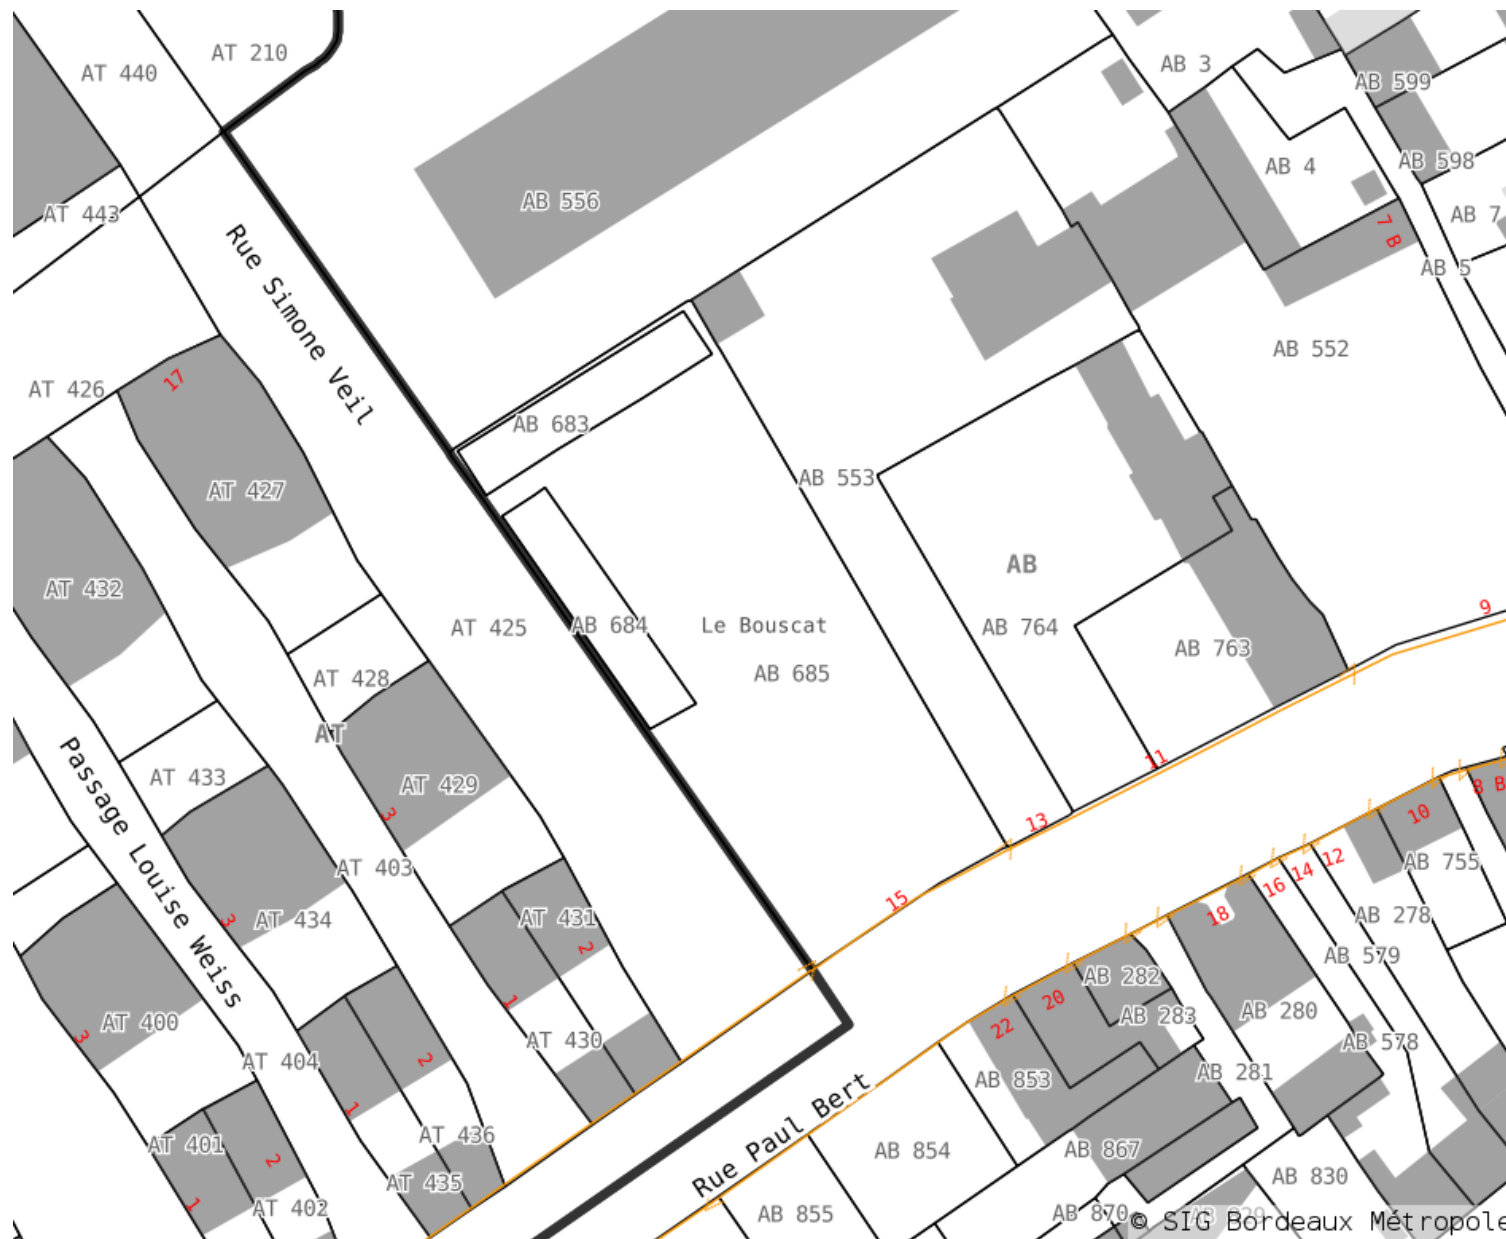 AT 210
AT 440
AB 3
AB 599
AB 598
AB 4
AB 556
AT 443
AB 7
7 B
AB 5
Rue Simone Veil
AB 552
17
AT 426
AB 683
AB 553
AT 427
AB
AT 432
9
AT 425
AB 684
Le Bouscat
AB 764
AB 763
AT 428
AB 685
AT
11
Passage Louise Weiss
AT 433
AT 429
8 B
3
13
10
AT 403
12
AB 755
14
16
15
AT 434
3
AT 431
18
AB 278
2
AB 579
AB 282
1
20
AB 283
AB 280
AT 400
3
22
AT 430
AB 578
AT 404
2
AB 853
AB 281
1
Rue Paul Bert
AT 436
AT 401
AB 854
AB 867
2
AB 830
AT 435
1
AT 402
AB 855
AB 870
© SIG Bordeaux Métropole